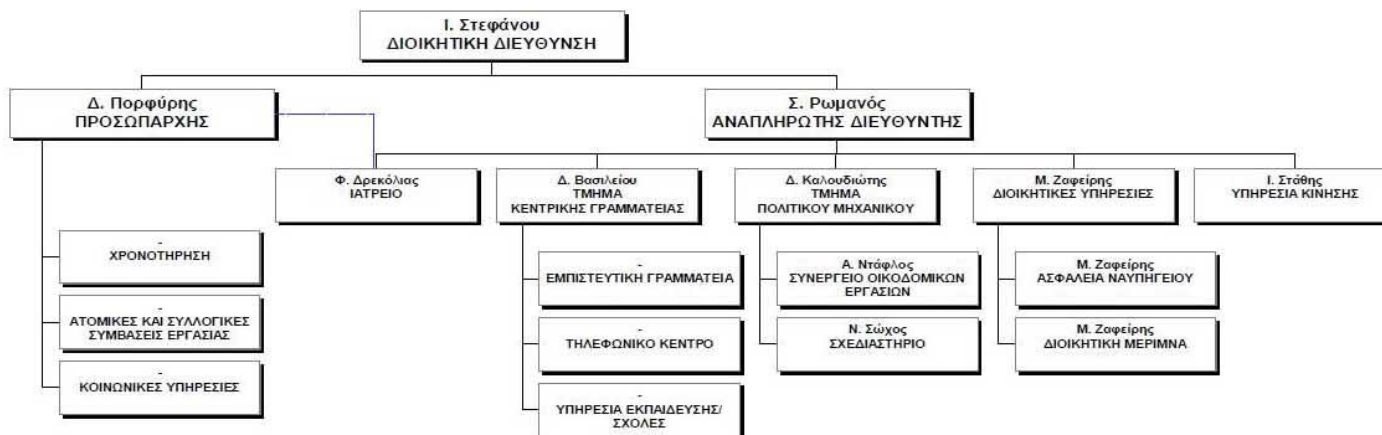 Ι. Στεφάνου
ΔΙΟΙΚΗΤΙΚΗ ΔΙΕΥΘΥΝΣΗ
Δ. Πορφύρης
ΠΡΟΣΩΠΑΡΧΗΣ
Σ. Ρωμανός
ΑΝΑΠΛΗΡΩΤΗΣ ΔΙΕΥΘΥΝΤΗΣ
Φ. Δρεκόλιας
ΙΑΤΡΕΙΟ
Δ. Βασιλείου
ΤΜΗΜΑ
ΚΕΝΤΡΙΚΗΣ ΓΡΑΜΜΑΤΕΙΑΣ
Δ. Καλουδιώτης
ΤΜΗΜΑ
ΠΟΛΙΤΙΚΟΥ ΜΗΧΑΝΙΚΟΥ
Μ. Ζαφείρης
ΔΙΟΙΚΗΤΙΚΕΣ ΥΠΗΡΕΣΙΕΣ
Ι. Στάθης
ΥΠΗΡΕΣΙΑ ΚΙΝΗΣΗΣ
-
ΧΡΟΝΟΤΗΡΗΣΗ
-
ΑΤΟΜΙΚΕΣ ΚΑΙ ΣΥΛΛΟΓΙΚΕΣ
ΣΥΜΒΑΣΕΙΣ ΕΡΓΑΣΙΑΣ
-
ΚΟΙΝΩΝΙΚΕΣ ΥΠΗΡΕΣΙΕΣ
-
ΕΜΠΙΣΤΕΥΤΙΚΗ ΓΡΑΜΜΑΤΕΙΑ
-
ΤΗΛΕΦΩΝΙΚΟ ΚΕΝΤΡΟ
-
ΥΠΗΡΕΣΙΑ ΕΚΠΑΙΔΕΥΣΗΣ/
ΣΧΟΛΕΣ
Α. Ντάφλος
ΣΥΝΕΡΓΕΙΟ ΟΙΚΟΔΟΜΙΚΩΝ
ΕΡΓΑΣΙΩΝ
Ν. Σώχος
ΣΧΕΔΙΑΣΤΗΡΙΟ
Μ. Ζαφείρης
ΑΣΦΑΛΕΙΑ ΝΑΥΠΗΓΕΙΟΥ
Μ. Ζαφείρης
ΔΙΟΙΚΗΤΙΚΗ ΜΕΡΙΜΝΑ